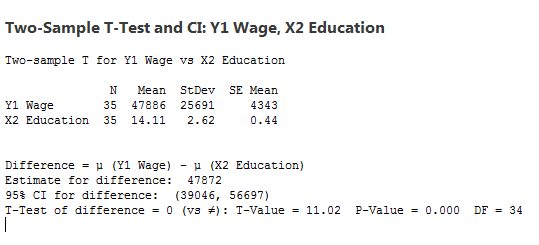 Two-Sample T-Test and CI: Y1 Wage, X2 Education
Two-sample T for Y1 Wage vs X2 Education
N Mean StDev SE Mean
Y1 Wage 35 47886 25691 4343
X2 Education 35 14.11 2.62 0.44
Difference = μ (Y1 Wage) - μ (X2 Education)
Estimate for difference: 47872
95% CI for difference: (39046, 56697)
T-Test of difference = 0 (vs ≠): T-Value = 11.02 P-Value = 0.000 DF = 34